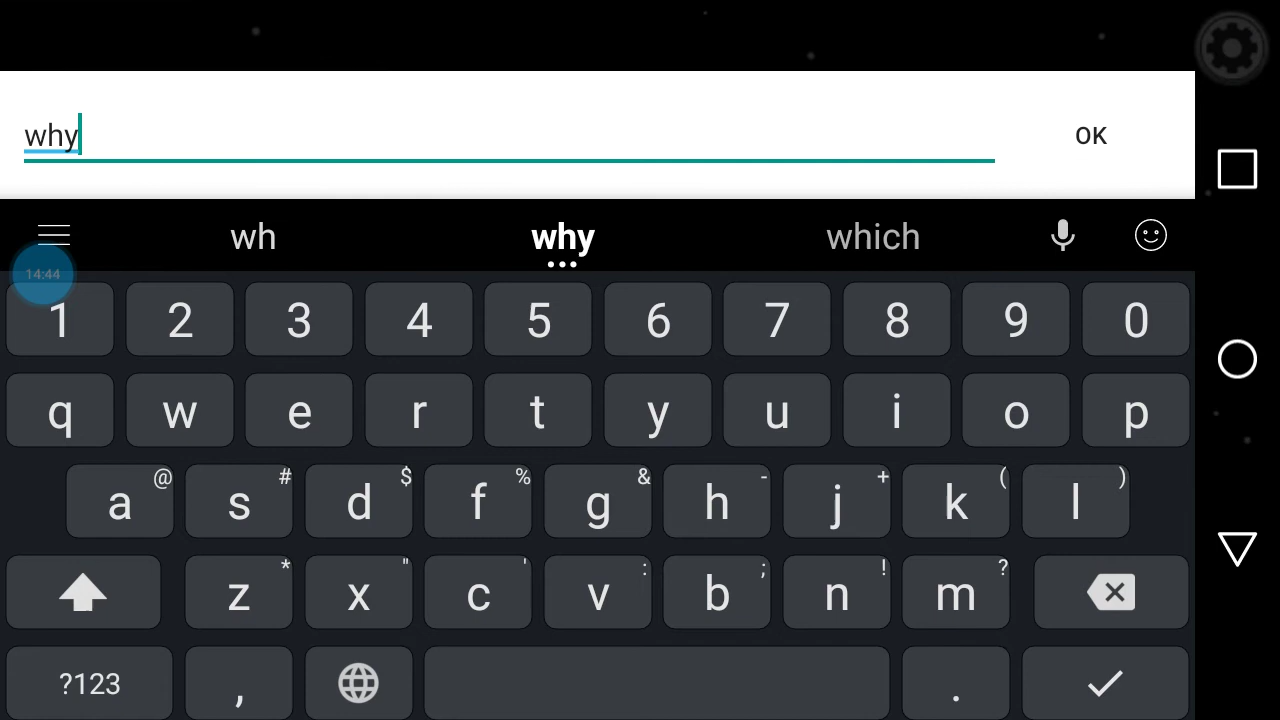 why
OK
wh why which
14:44
1 2 3 4 5 6 7 8 9 0
q w e r t y u i o p
a @ s # d $ f % g & h - j + k ( l )
z * x " c ' v : b ; n ! m ?
?123 , .